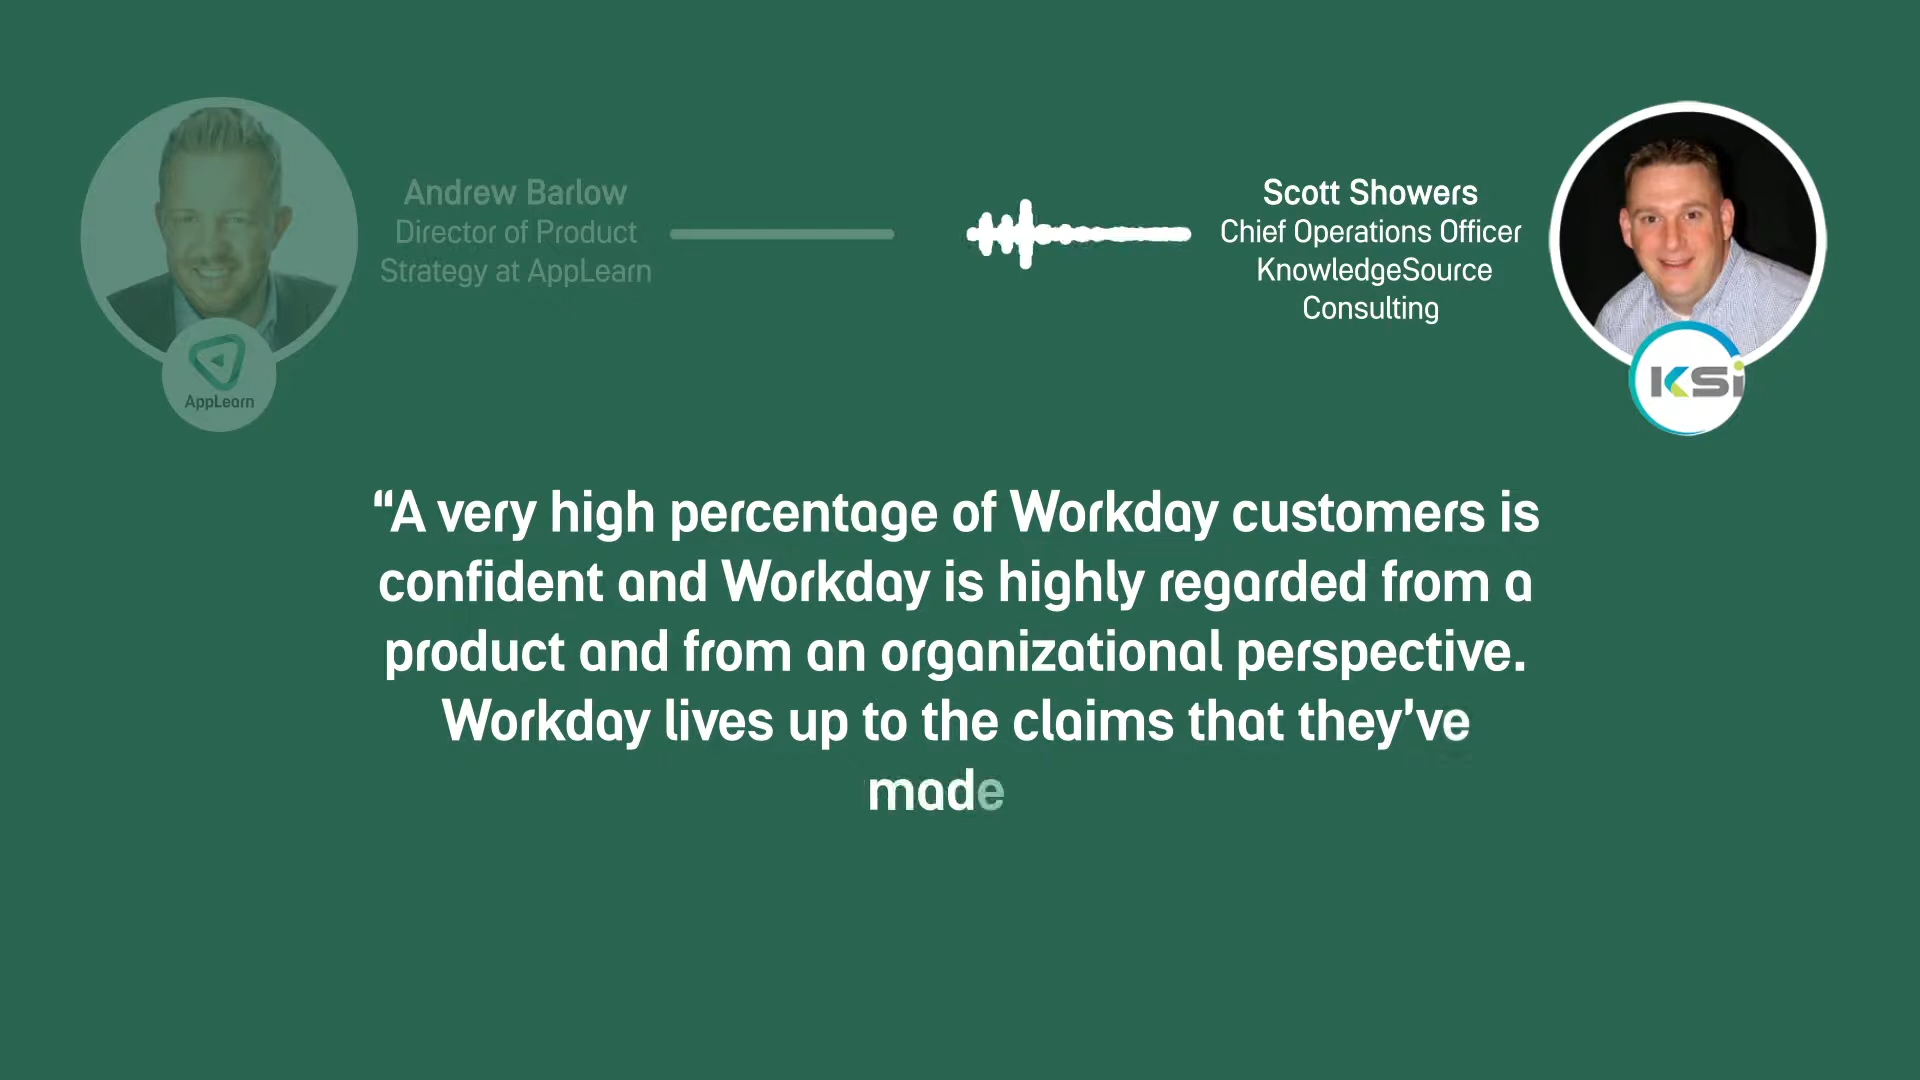 Andrew Barlow
Director of Product
Strategy at AppLearn
AppLearn
Scott Showers
Chief Operations Officer
KnowledgeSource
Consulting
KSi
“A very high percentage of Workday customers is
confident and Workday is highly regarded from a
product and from an organizational perspective.
Workday lives up to the claims that they’ve
made